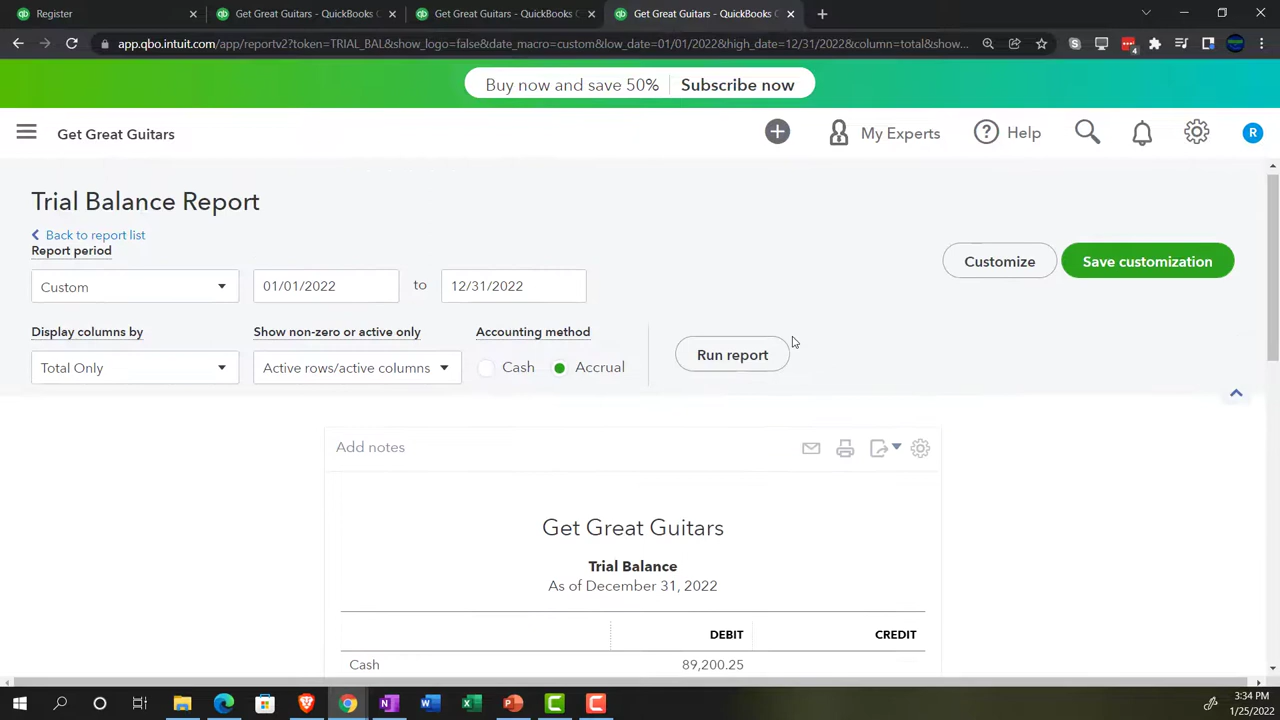 Register
Get Great Guitars - QuickBooks C
Get Great Guitars - QuickBooks C
Get Great Guitars - QuickBooks C
app.qbo.intuit.com/app/reportv2?token=TRIAL_BAL&show_logo=false&date_macro=custom&low_date=01/01/2022&high_date=12/31/2022&column=total&show...
4
Buy now and save 50% Subscribe now
Get Great Guitars
My Experts
Help
R
Trial Balance Report
Back to report list
Report period
Customize
Save customization
Custom
01/01/2022
to
12/31/2022
Display columns by
Show non-zero or active only
Accounting method
Total Only
Active rows/active columns
Cash
Accrual
Run report
Add notes
Get Great Guitars
Trial Balance
As of December 31, 2022
DEBIT CREDIT
Cash 89,200.25
3:34 PM
1/25/2022